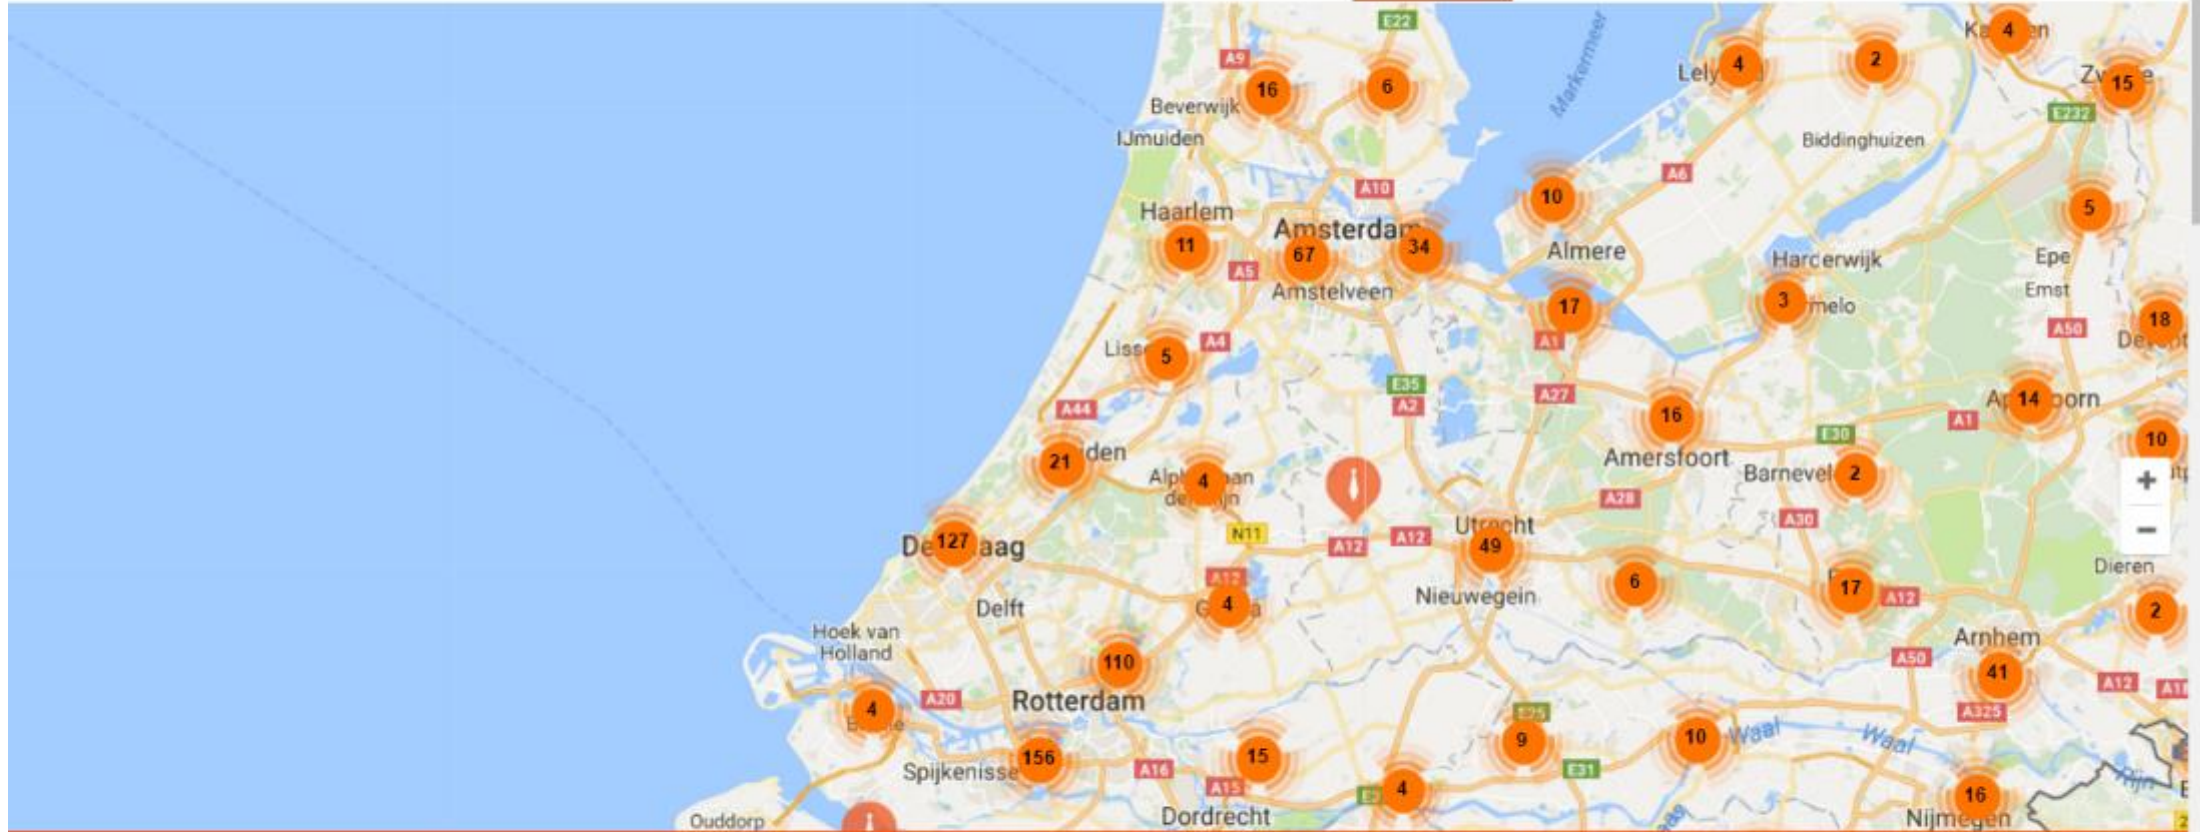 E22
4
A9
4
2
15
16
6
E232
Beverwijk
IJmuiden
Markermeer
Biddinghuizen
A6
A10
10
5
Haarlem
Amsterdam
11
67
34
Almere
Harderwijk
Epe
A5
Amstelveen
Emst
17
3
18
A50
A1
A4
5
E35
A2
A27
A44
16
14
A1
E30
10
Amersfoort
21
4
Barneveld
2
A28
A30
+
−
Utrecht
N11
A12
A12
49
127
Dieren
A12
6
17
A12
Delft
4
Nieuwegein
2
Hoek van
Holland
Arnhem
110
A50
41
A12
A20
Rotterdam
4
A325
E25
9
10
Waal
Waal
Spijkenisse
156
A16
15
E31
A15
4
Rijn
16
Ouddorp
Dordrecht
Nijmegen